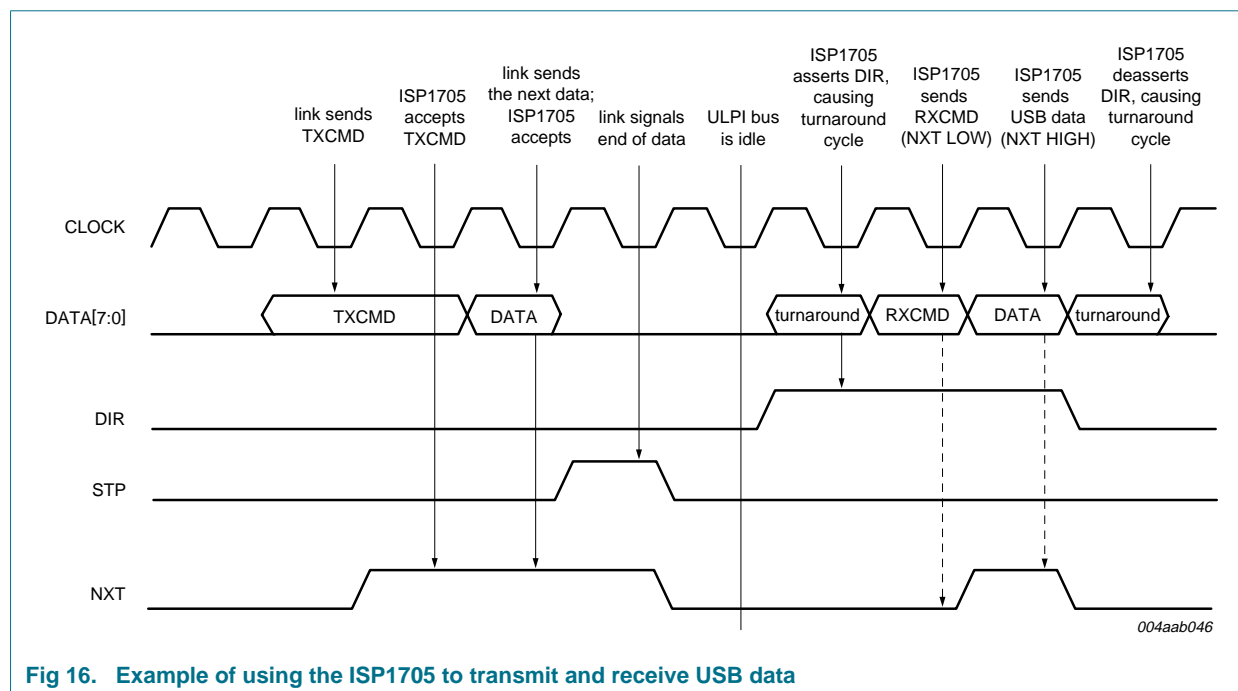 link sends
TXCMD
ISP1705
accepts
TXCMD
link sends
the next data;
ISP1705
accepts
link signals
end of data
ULPI bus
is idle
ISP1705
asserts DIR,
causing
turnaround
cycle
ISP1705
sends
RXCMD
(NXT LOW)
ISP1705
sends
USB data
(NXT HIGH)
ISP1705
deasserts
DIR, causing
turnaround
cycle
CLOCK
DATA[7:0]
TXCMD
DATA
turnaround
RXCMD
DATA
turnaround
DIR
STP
NXT
004aab046
Fig 16. Example of using the ISP1705 to transmit and receive USB data